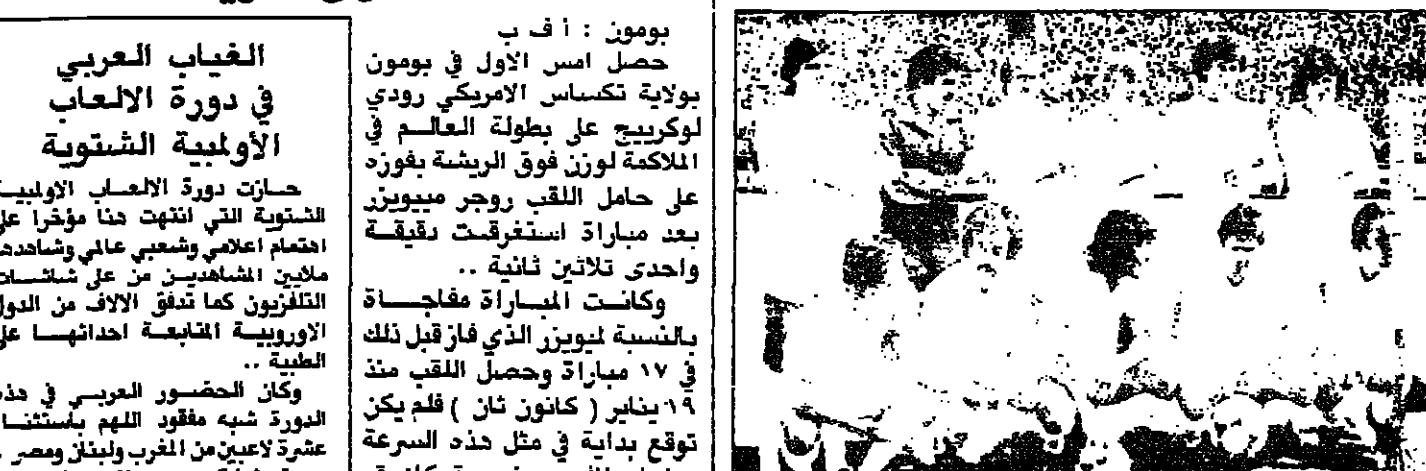 بومون : أ ف ب
حصل امس الاول في بومون
بولاية تكساس الامريكي رودي
لوكريبج على بطولة العالم في
الملاكمة لوزن فوق الريشة بفوزه
على حامل اللقب روجر مييويزر
بعد مباراة استغرقت دقيقة
واحدى تلاثين ثانية ..
وكانت المباراة مفاجاة
بالنسبة لميويزر الذي فاز قبل ذلك
في ١٧ مباراة وحصل اللقب منذ
١٩ يناير ( كانون ثان ) فلم يكن
توقع بداية في مثل هذه السرعة
الغياب العربي
في دورة الالعاب
الأولمبية الشتوية
حازت دورة الالعاب الاولمبية
الشتوية التي انتهت هنا مؤخرا على
اهتمام اعلامي وشعبي عالمي وشاهدها
ملايين المشاهدين من على شاشات
التلفزيون كما تدفق الالاف من الدول
الاوروبية المتابعة احداثها على
الطبية ..
وكان الحضور العربي في هذه
الدورة شبه مفقود اللهم باستثناء
عشرة لاعبين من المغرب ولبنان ومصر .